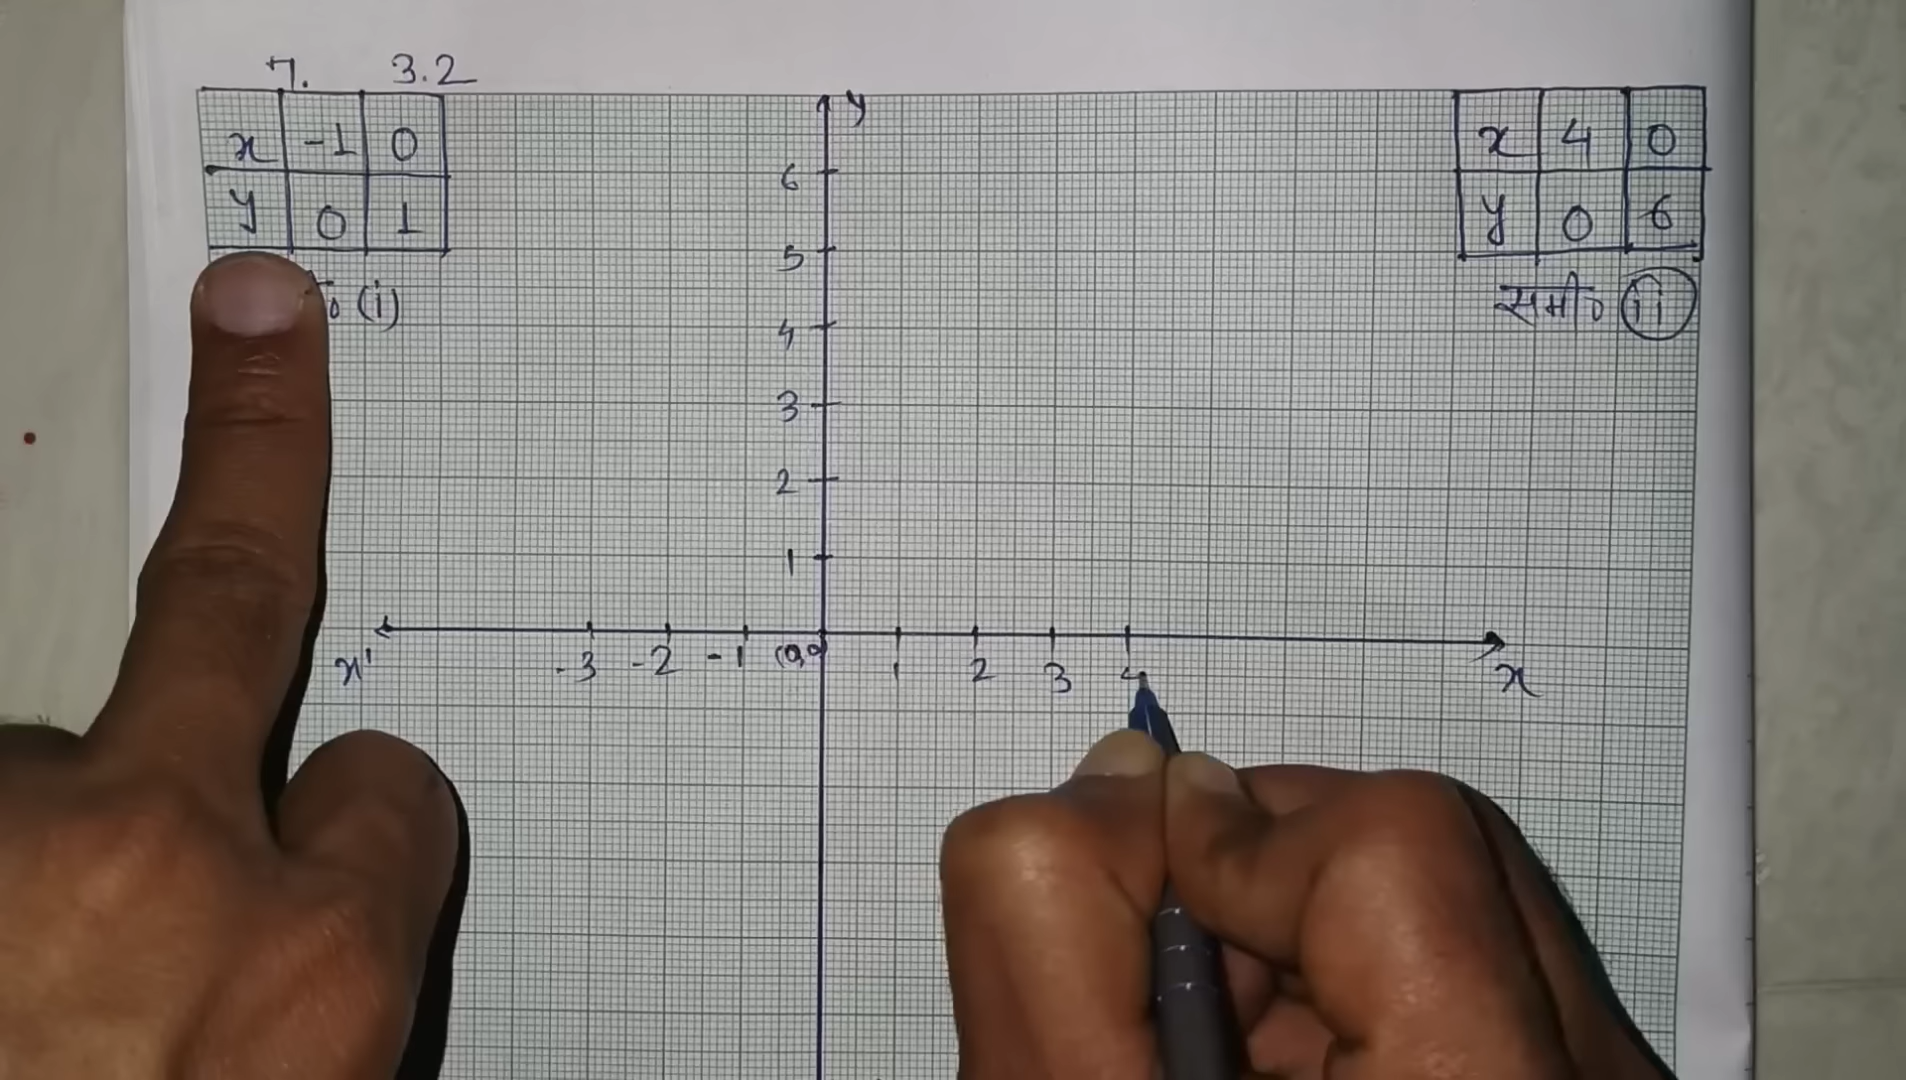 7. 3.2
x -1 0
y 0 1
(i)
x 4 0
y 0 6
समी० (ii)
y
6
5
4
3
2
1
x' -3 -2 -1 (0,0) 1 2 3 4 x